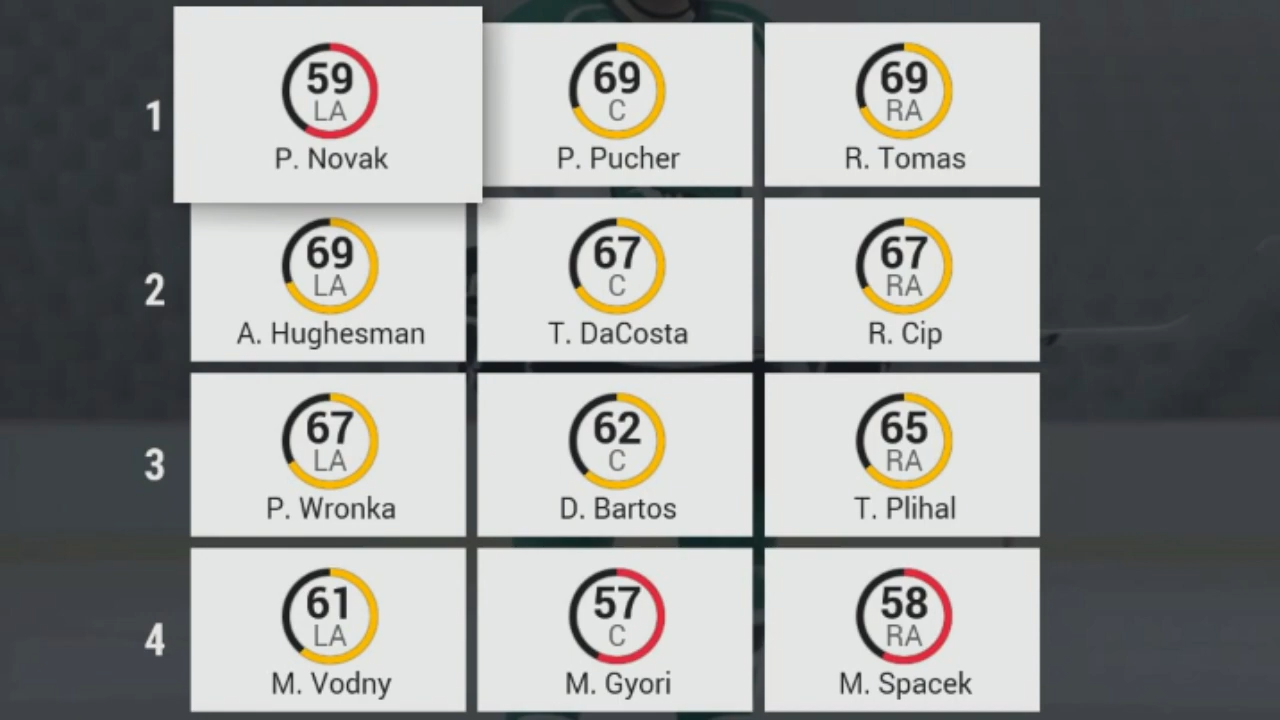 1
59
LA
P. Novak
69
C
P. Pucher
69
RA
R. Tomas
2
69
LA
A. Hughesman
67
C
T. DaCosta
67
RA
R. Cip
3
67
LA
P. Wronka
62
C
D. Bartos
65
RA
T. Plihal
4
61
LA
M. Vodny
57
C
M. Gyori
58
RA
M. Spacek